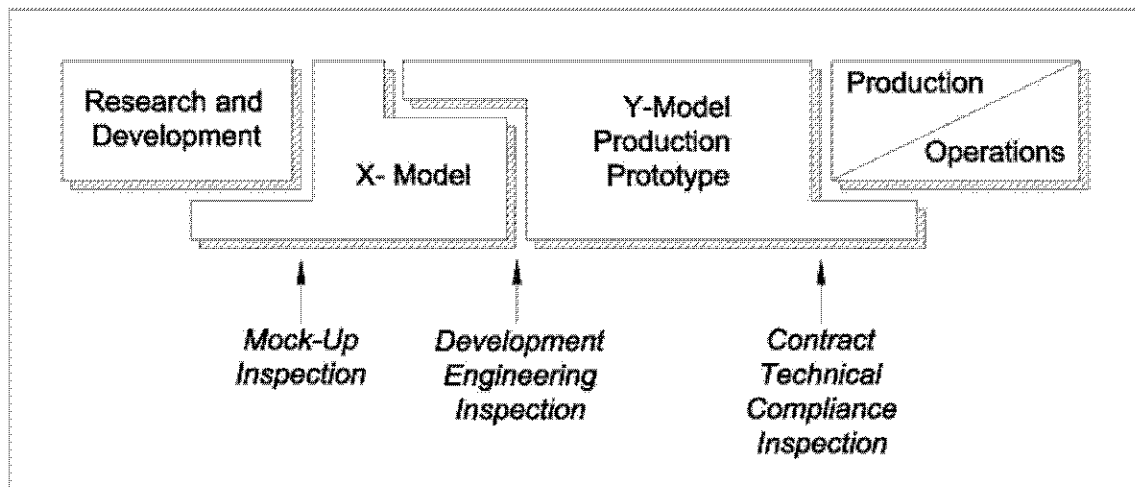 Research and
Development
X- Model
Y-Model
Production
Prototype
Production
Operations
Mock-Up
Inspection
Development
Engineering
Inspection
Contract
Technical
Compliance
Inspection